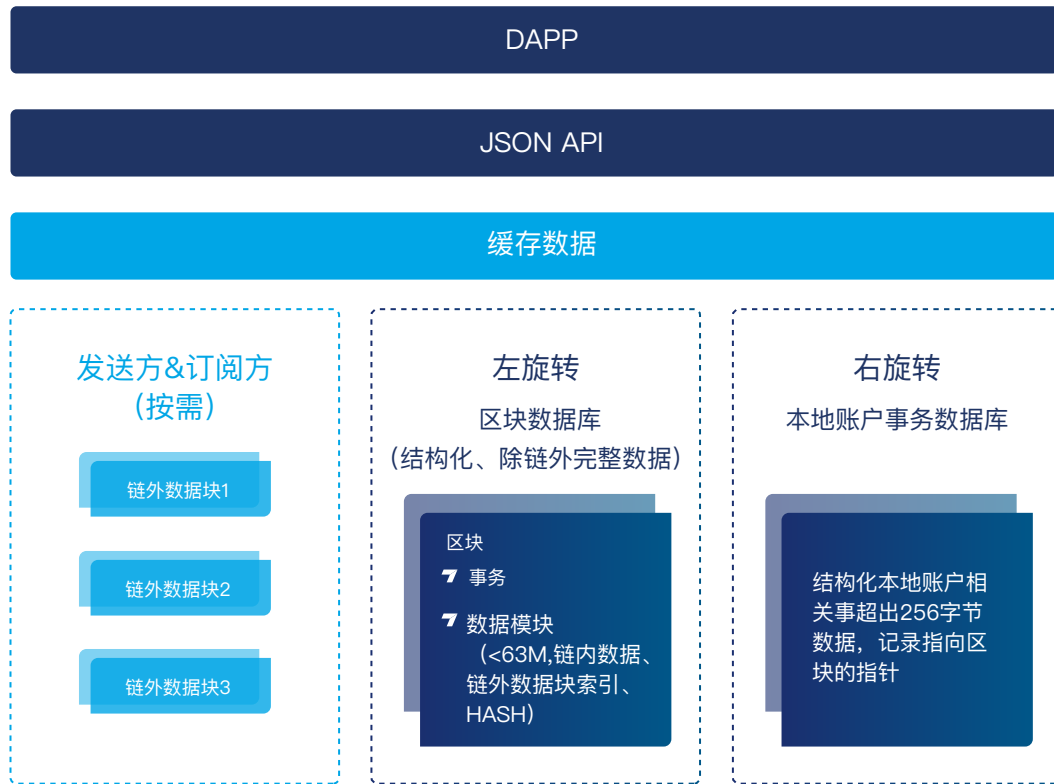 DAPP
JSON API
缓存数据
发送方&订阅方
(按需)
链外数据块1
链外数据块2
链外数据块3
左旋转
区块数据库
(结构化、除链外完整数据)
区块
事务
数据模块
(<63M,链内数据、
链外数据块索引、
HASH)
右旋转
本地账户事务数据库
结构化本地账户相
关事超出256字节
数据，记录指向区
块的指针